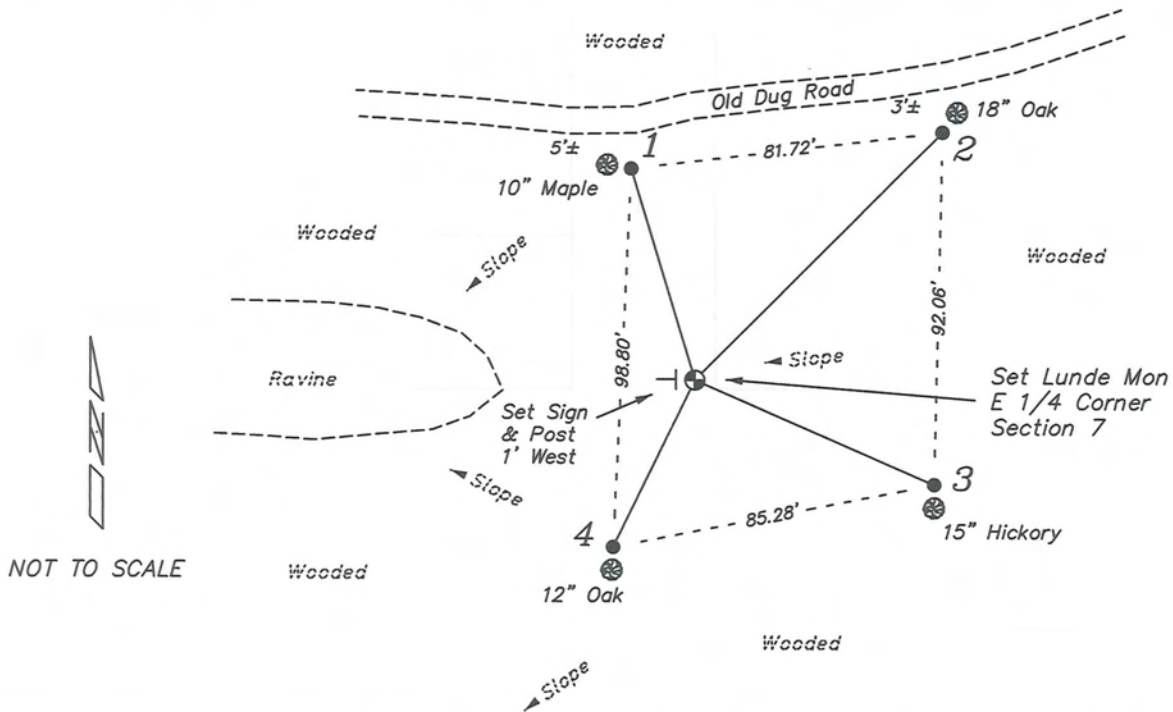 Wooded
Old Dug Road
3'±
18" Oak
5'±
1
81.72'
2
10" Maple
Wooded
Slope
Wooded
98.80'
92.06'
Ravine
Slope
N
Set Lunde Mon
E 1/4 Corner
Section 7
Set Sign
& Post
1' West
Slope
3
85.28'
15" Hickory
4
NOT TO SCALE
Wooded
12" Oak
Wooded
Slope